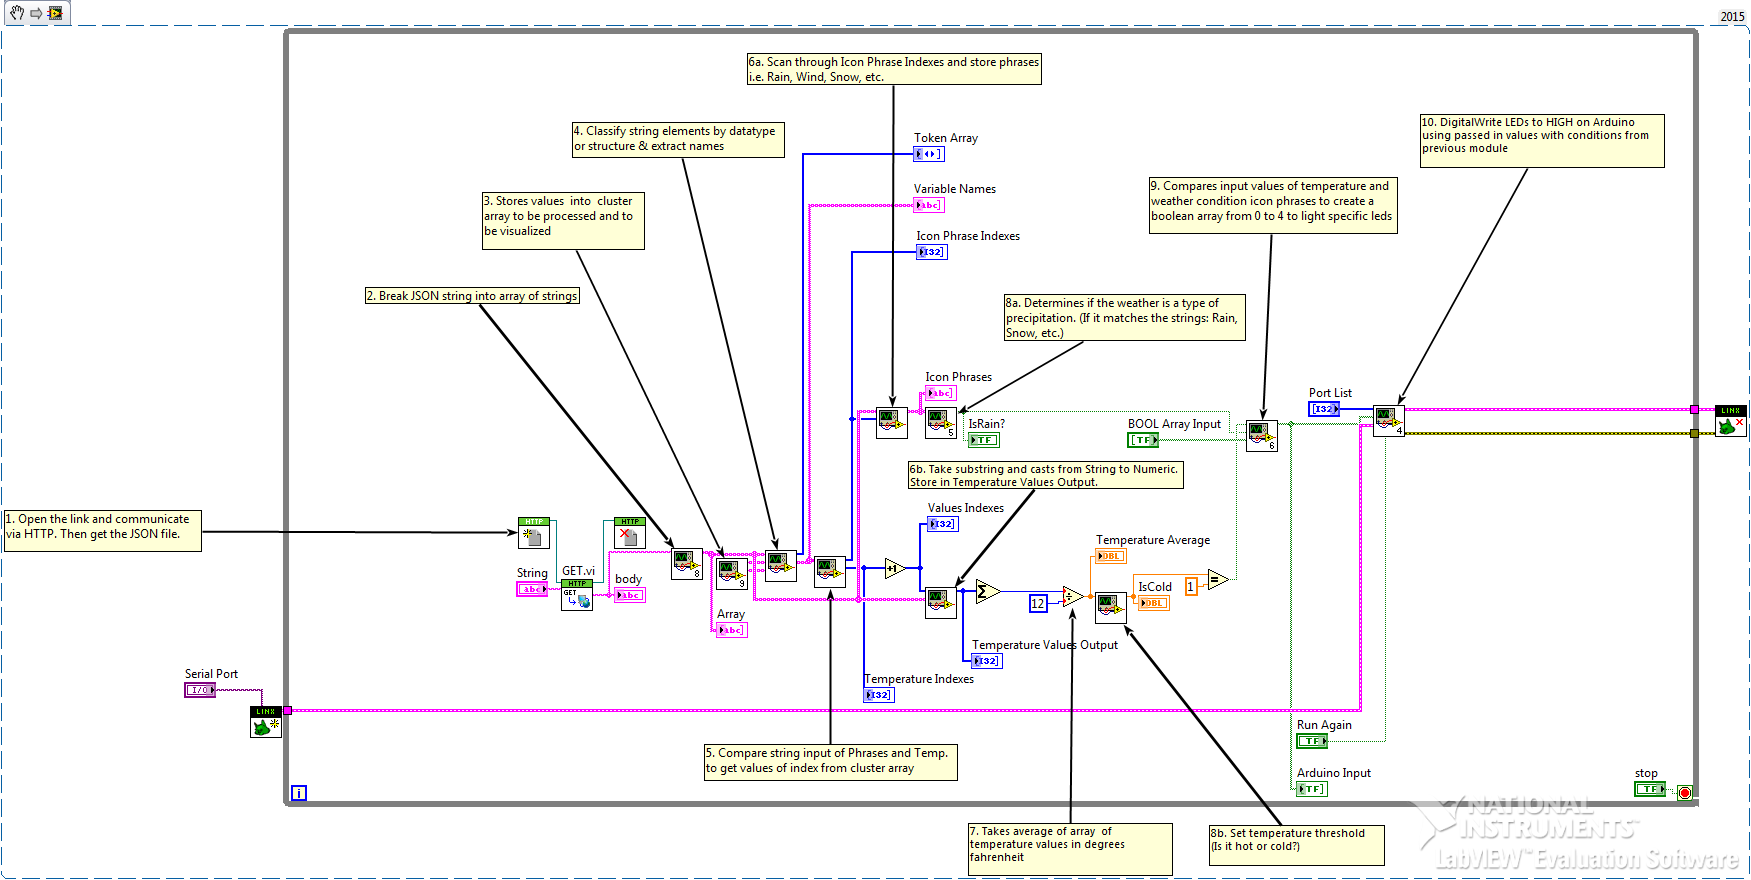 2015
6a. Scan through Icon Phrase Indexes and store phrases
i.e. Rain, Wind, Snow, etc.
4. Classify string elements by datatype
or structure & extract names
10. DigitalWrite LEDs to HIGH on Arduino
using passed in values with conditions from
previous module
Token Array
9. Compares input values of temperature and
weather condition icon phrases to create a
boolean array from 0 to 4 to light specific leds
3. Stores values into cluster
array to be processed and to
be visualized
Variable Names
abc
Icon Phrase Indexes
I32
2. Break JSON string into array of strings
8a. Determines if the weather is a type of
precipitation. (If it matches the strings: Rain,
Snow, etc.)
Icon Phrases
abc
Port List
I32
4
LINX
5
IsRain?
TF
BOOL Array Input
TF
6
6b. Take substring and casts from String to Numeric.
Store in Temperature Values Output.
1. Open the link and communicate
via HTTP. Then get the JSON file.
HTTP
HTTP
Values Indexes
I32
Temperature Average
DBL
String
abc
GET.vi
HTTP
GET
body
abc
8
9
+1
Σ
12
÷
IsCold
DBL
1
=
Array
abc
Temperature Values Output
I32
Temperature Indexes
I32
Serial Port
I/O
LINX
Run Again
TF
5. Compare string input of Phrases and Temp.
to get values of index from cluster array
Arduino Input
TF
stop
TF
i
7. Takes average of array of
temperature values in degrees
fahrenheit
8b. Set temperature threshold
(Is it hot or cold?)
NATIONAL
INSTRUMENTS™
LabVIEW™ Evaluation Software